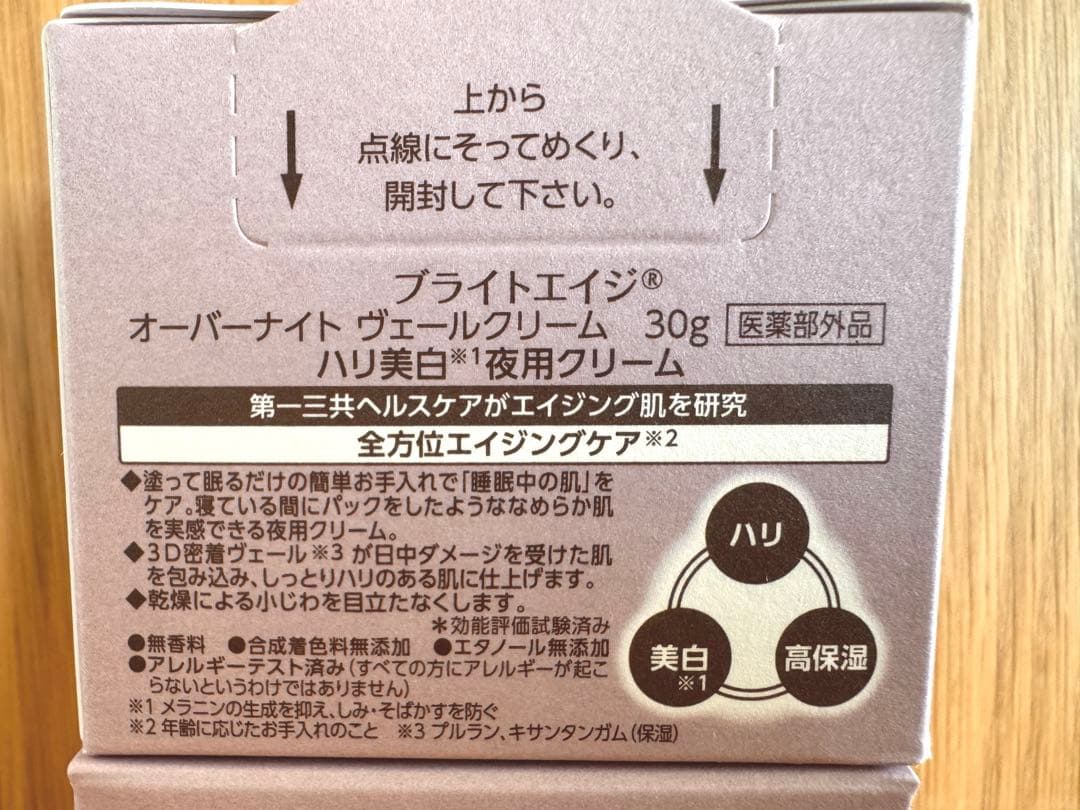 上から
点線にそってめくり、
開封して下さい。
ブライトエイジ®
オーバーナイト ヴェールクリーム 30g 医薬部外品
ハリ美白※1夜用クリーム
第一三共ヘルスケアがエイジング肌を研究
全方位エイジングケア※2
◆塗って眠るだけの簡単お手入れで「睡眠中の肌」を
ケア。寝ている間にパックをしたようななめらか肌
を実感できる夜用クリーム。
◆3D密着ヴェール※3が日中ダメージを受けた肌
を包み込み、しっとりハリのある肌に仕上げます。
◆乾燥による小じわを目立たなくします。
＊効能評価試験済み
●無香料 ●合成着色料無添加 ●エタノール無添加
●アレルギーテスト済み(すべての方にアレルギーが起こ
らないというわけではありません)
※1 メラニンの生成を抑え、しみ・そばかすを防ぐ
※2 年齢に応じたお手入れのこと ※3 プルラン、キサンタンガム(保湿)
ハリ
美白
※1
高保湿